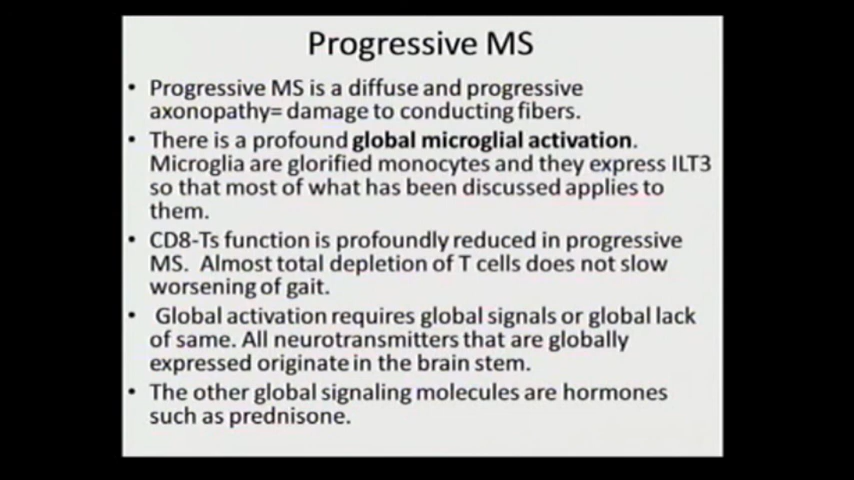 Progressive MS
• Progressive MS is a diffuse and progressive
axonopathy= damage to conducting fibers.
• There is a profound global microglial activation.
Microglia are glorified monocytes and they express ILT3
so that most of what has been discussed applies to
them.
• CD8-Ts function is profoundly reduced in progressive
MS. Almost total depletion of T cells does not slow
worsening of gait.
• Global activation requires global signals or global lack
of same. All neurotransmitters that are globally
expressed originate in the brain stem.
• The other global signaling molecules are hormones
such as prednisone.